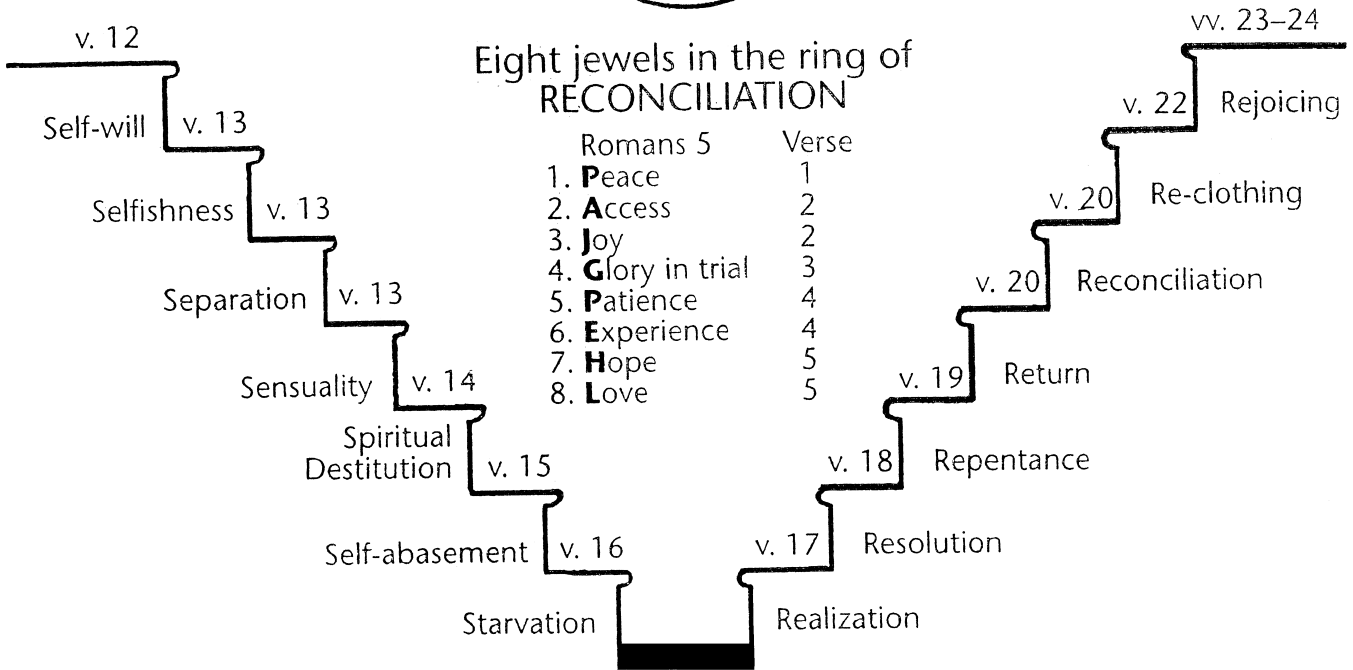 v. 12
Self-will
v. 13
Selfishness
v. 13
Separation
v. 13
Sensuality
v. 14
Spiritual
Destitution
v. 15
Self-abasement
v. 16
Starvation
Eight jewels in the ring of
RECONCILIATION
Romans 5 Verse
1. Peace 1
2. Access 2
3. Joy 2
4. Glory in trial 3
5. Patience 4
6. Experience 4
7. Hope 5
8. Love 5
vv. 23–24
Rejoicing
v. 22
Re-clothing
v. 20
Reconciliation
v. 20
Return
v. 19
Repentance
v. 18
Resolution
v. 17
Realization